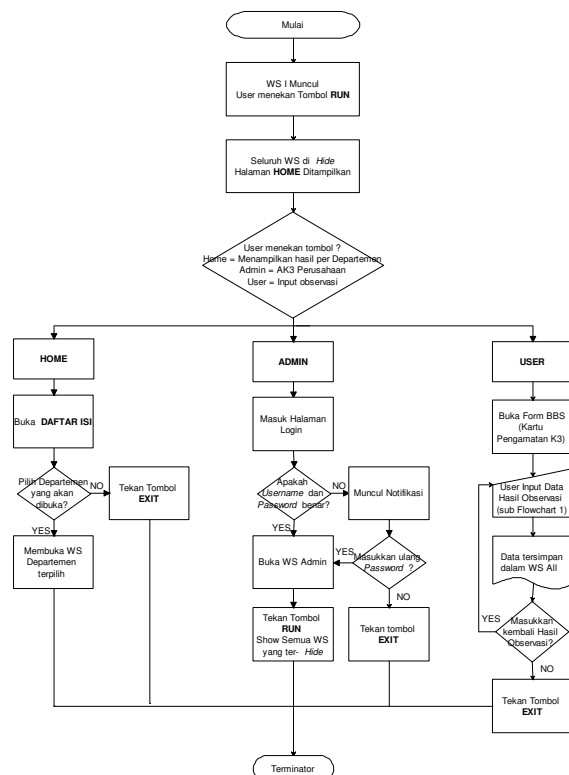 Mulai
WS I Muncul
User menekan Tombol RUN
Seluruh WS di Hide
Halaman HOME Ditampilkan
User menekan tombol ?
Home = Menampilkan hasil per Departemen
Admin = AK3 Perusahaan
User = Input observasi
HOME
ADMIN
USER
Buka DAFTAR ISI
Masuk Halaman
Login
Buka Form BBS
(Kartu
Pengamatan K3)
Pilih Departemen
yang akan
dibuka?
NO
YES
Tekan Tombol
EXIT
Membuka WS
Departemen
terpilih
Apakah
Username dan
Password benar?
NO
YES
Muncul Notifikasi
Buka WS Admin
YES
Masukkan ulang
Password ?
NO
Tekan Tombol
RUN
Show Semua WS
yang ter- Hide
Tekan tombol
EXIT
User Input Data
Hasil Observasi
(sub Flowchart 1)
Data tersimpan
dalam WS All
YES
Masukkan
kembali Hasil
Observasi?
NO
Tekan Tombol
EXIT
Terminator